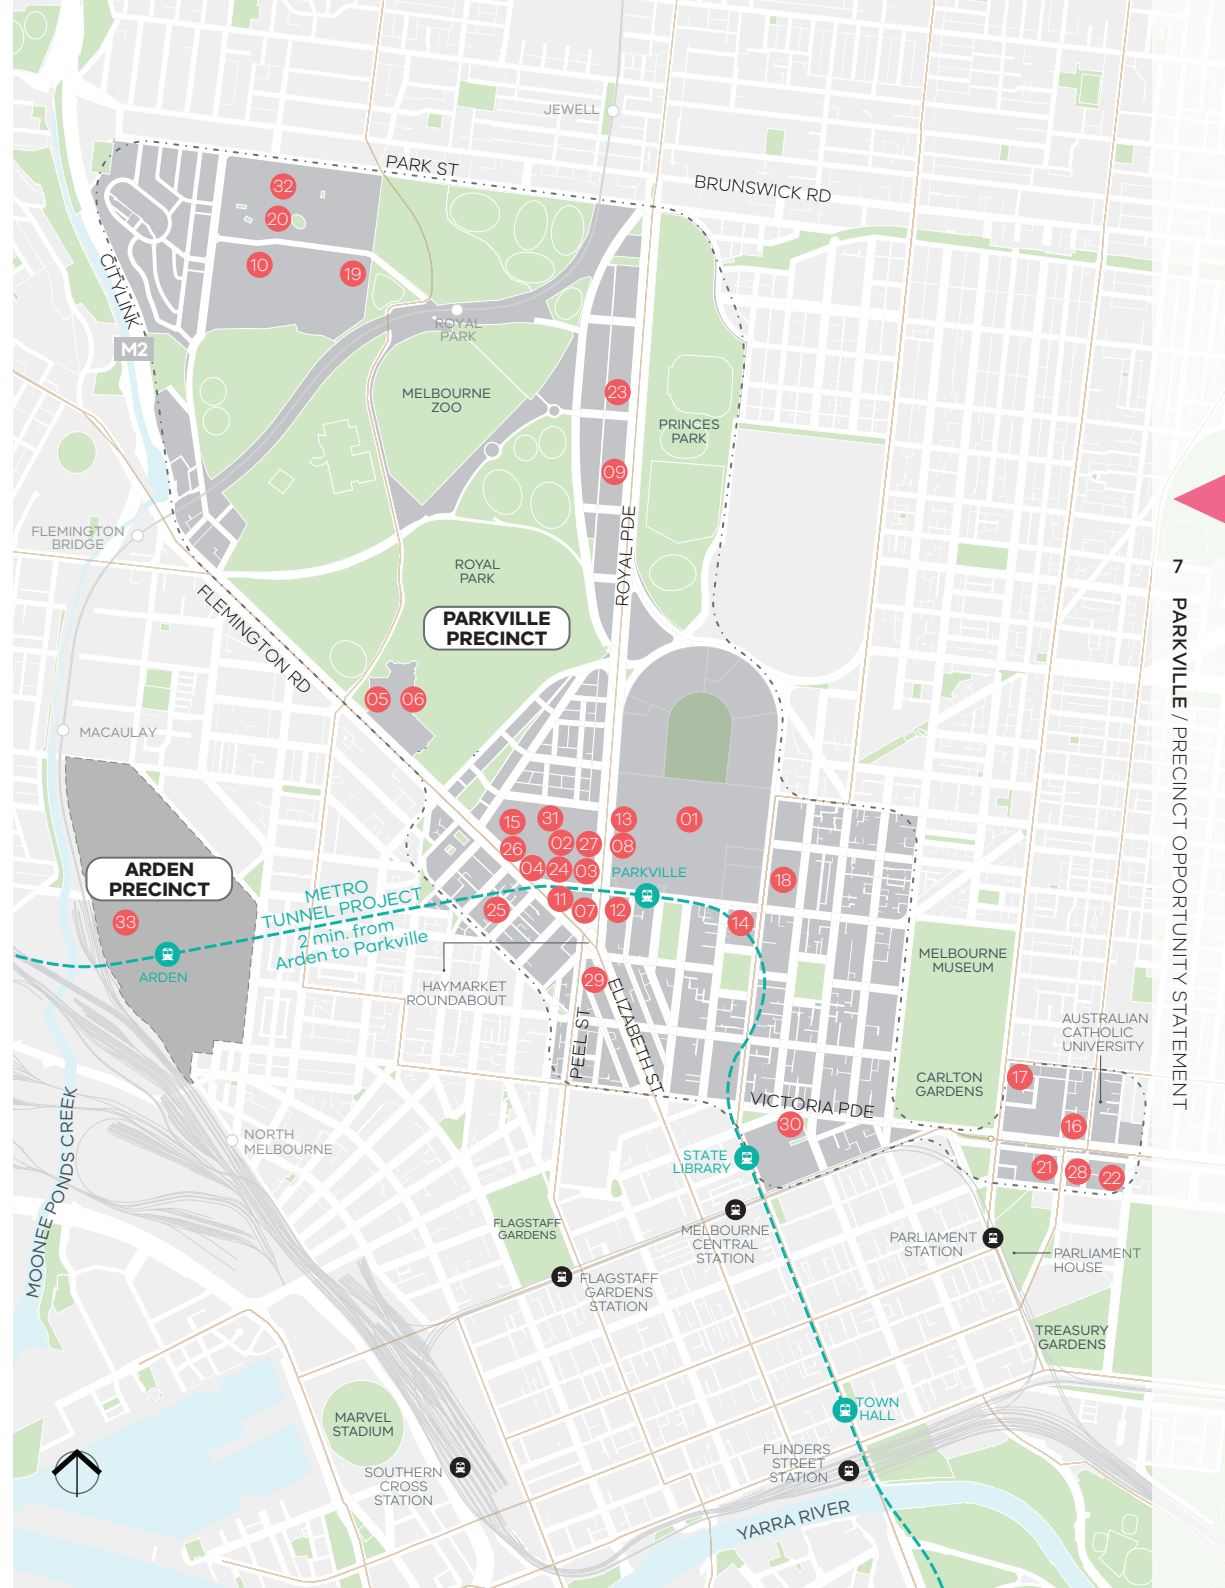 JEWELL
PARK ST
BRUNSWICK RD
32
20
10
19
CITYLINK
M2
ROYAL
PARK
MELBOURNE
ZOO
23
PRINCES
PARK
09
FLEMINGTON
BRIDGE
ROYAL PDE
ROYAL
PARK
FLEMINGTON RD
PARKVILLE
PRECINCT
05
06
MACAULAY
15
31
13
01
26
02
27
08
04
24
03
PARKVILLE
18
ARDEN
PRECINCT
33
ARDEN
METRO
TUNNEL PROJECT
2 min. from
Arden to Parkville
25
11
07
12
14
HAYMARKET
ROUNDABOUT
29
PEEL ST
ELIZABETH ST
MELBOURNE
MUSEUM
AUSTRALIAN
CATHOLIC
UNIVERSITY
CARLTON
GARDENS
17
VICTORIA PDE
30
16
21
28
22
MOONEE PONDS CREEK
NORTH
MELBOURNE
STATE
LIBRARY
FLAGSTAFF
GARDENS
MELBOURNE
CENTRAL
STATION
PARLIAMENT
STATION
PARLIAMENT
HOUSE
FLAGSTAFF
GARDENS
STATION
TREASURY
GARDENS
MARVEL
STADIUM
TOWN
HALL
SOUTHERN
CROSS
STATION
FLINDERS
STREET
STATION
YARRA RIVER
7 PARKVILLE / PRECINCT OPPORTUNITY STATEMENT